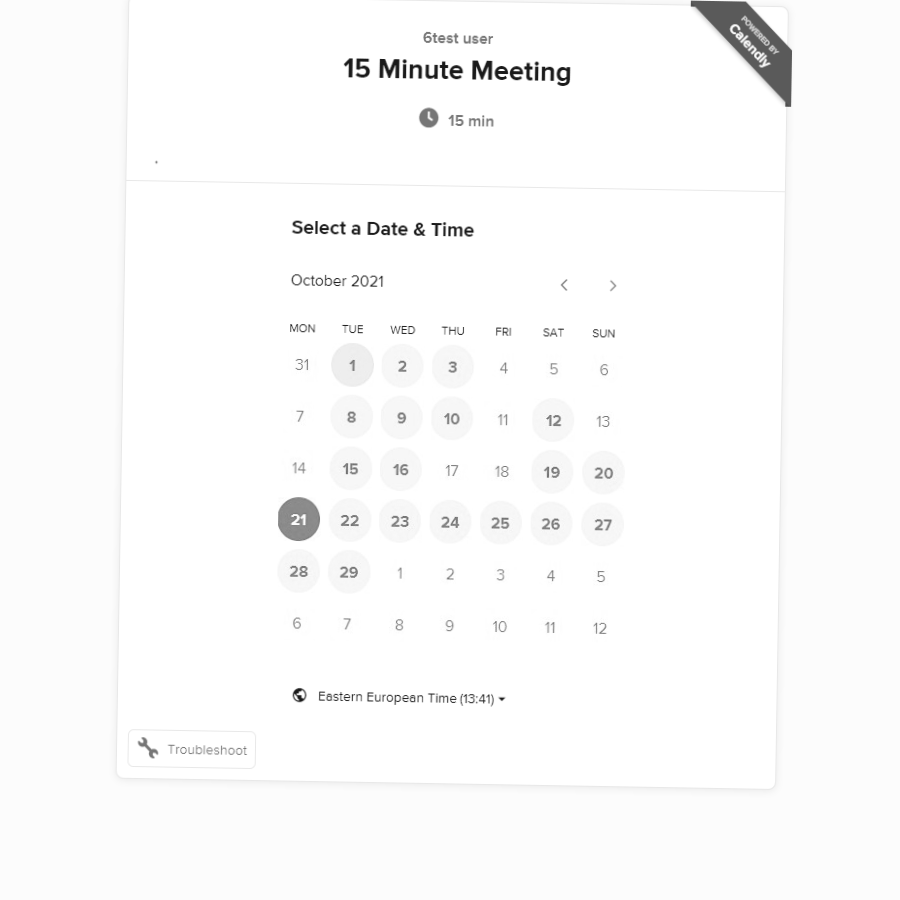 POWERED BY
Calendly
6test user
15 Minute Meeting
15 min
Select a Date & Time
October 2021
MON TUE WED THU FRI SAT SUN
31 1 2 3 4 5 6
7 8 9 10 11 12 13
14 15 16 17 18 19 20
21 22 23 24 25 26 27
28 29 1 2 3 4 5
6 7 8 9 10 11 12
Eastern European Time (13:41)
Troubleshoot